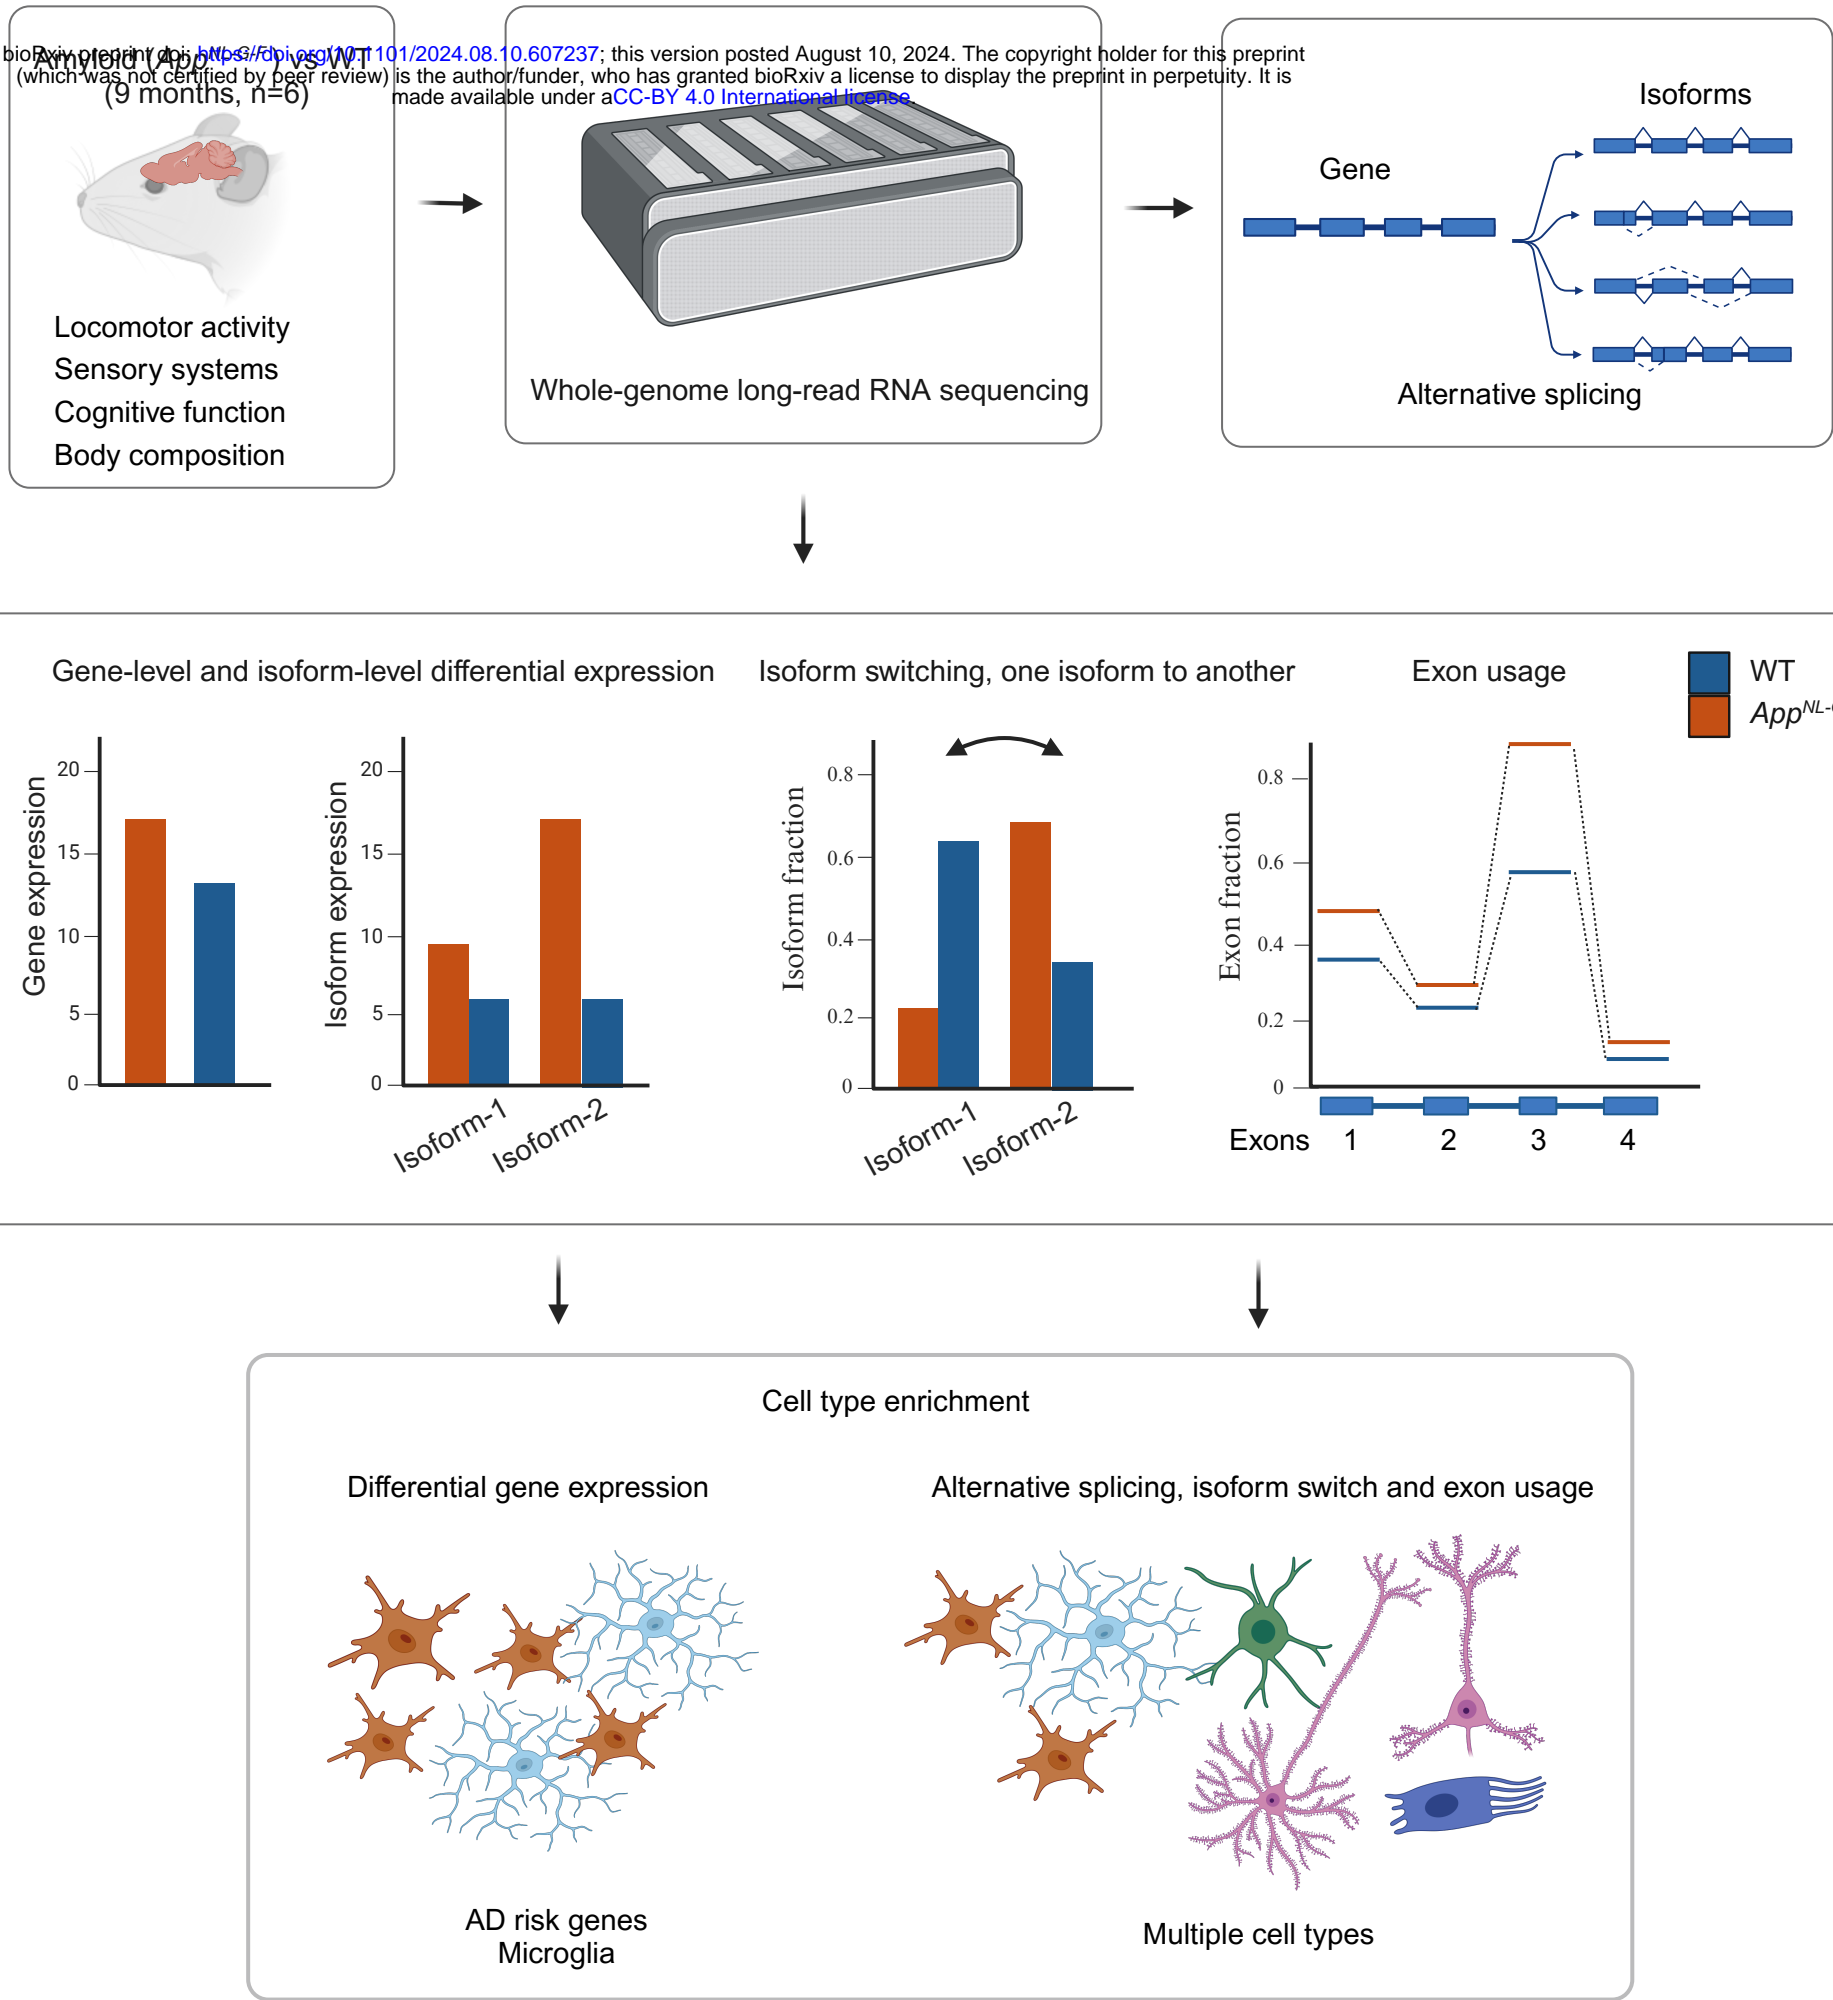 bioRxiv preprint doi: https://doi.org/10.1101/2024.08.10.607237; this version posted August 10, 2024. The copyright holder for this preprint
(which was not certified by peer review) is the author/funder, who has granted bioRxiv a license to display the preprint in perpetuity. It is
made available under aCC-BY 4.0 International license.
Amyloid (App NL-G-F) vs WT
(9 months, n=6)
Locomotor activity
Sensory systems
Cognitive function
Body composition
Whole-genome long-read RNA sequencing
Isoforms
Gene
Alternative splicing
Gene-level and isoform-level differential expression
Isoform switching, one isoform to another
Exon usage
WT
App NL-
Gene expression
20
15
10
5
0
Isoform expression
20
15
10
5
0
Isoform-1
Isoform-2
Isoform fraction
0.8
0.6
0.4
0.2
0
Isoform-1
Isoform-2
Exon fraction
0.8
0.6
0.4
0.2
0
Exons 1 2 3 4
Cell type enrichment
Differential gene expression
Alternative splicing, isoform switch and exon usage
AD risk genes
Microglia
Multiple cell types